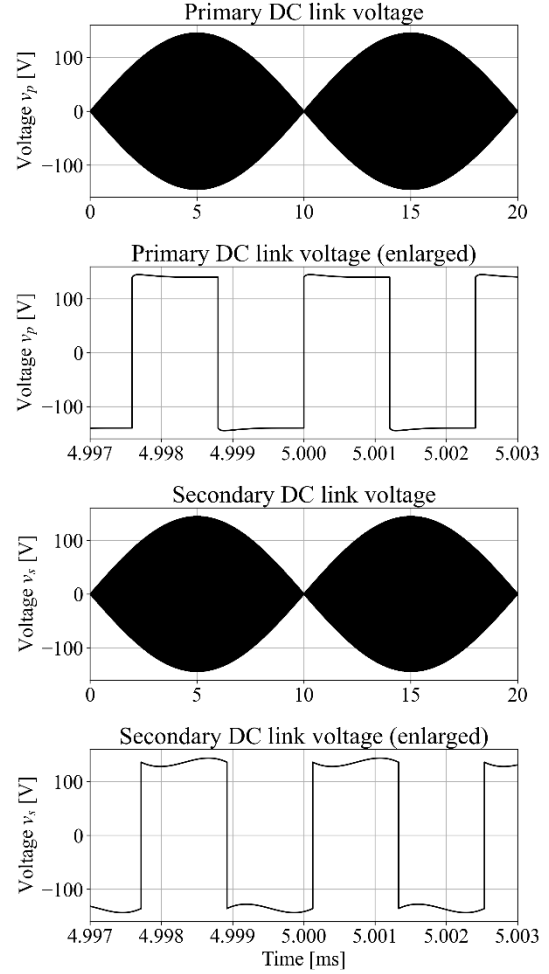 Primary DC link voltage
Voltage v_p [V]
100
0
−100
0 5 10 15 20
Primary DC link voltage (enlarged)
Voltage v_p [V]
100
0
−100
4.997 4.998 4.999 5.000 5.001 5.002 5.003
Secondary DC link voltage
Voltage v_s [V]
100
0
−100
0 5 10 15 20
Secondary DC link voltage (enlarged)
Voltage v_s [V]
100
0
−100
4.997 4.998 4.999 5.000 5.001 5.002 5.003
Time [ms]